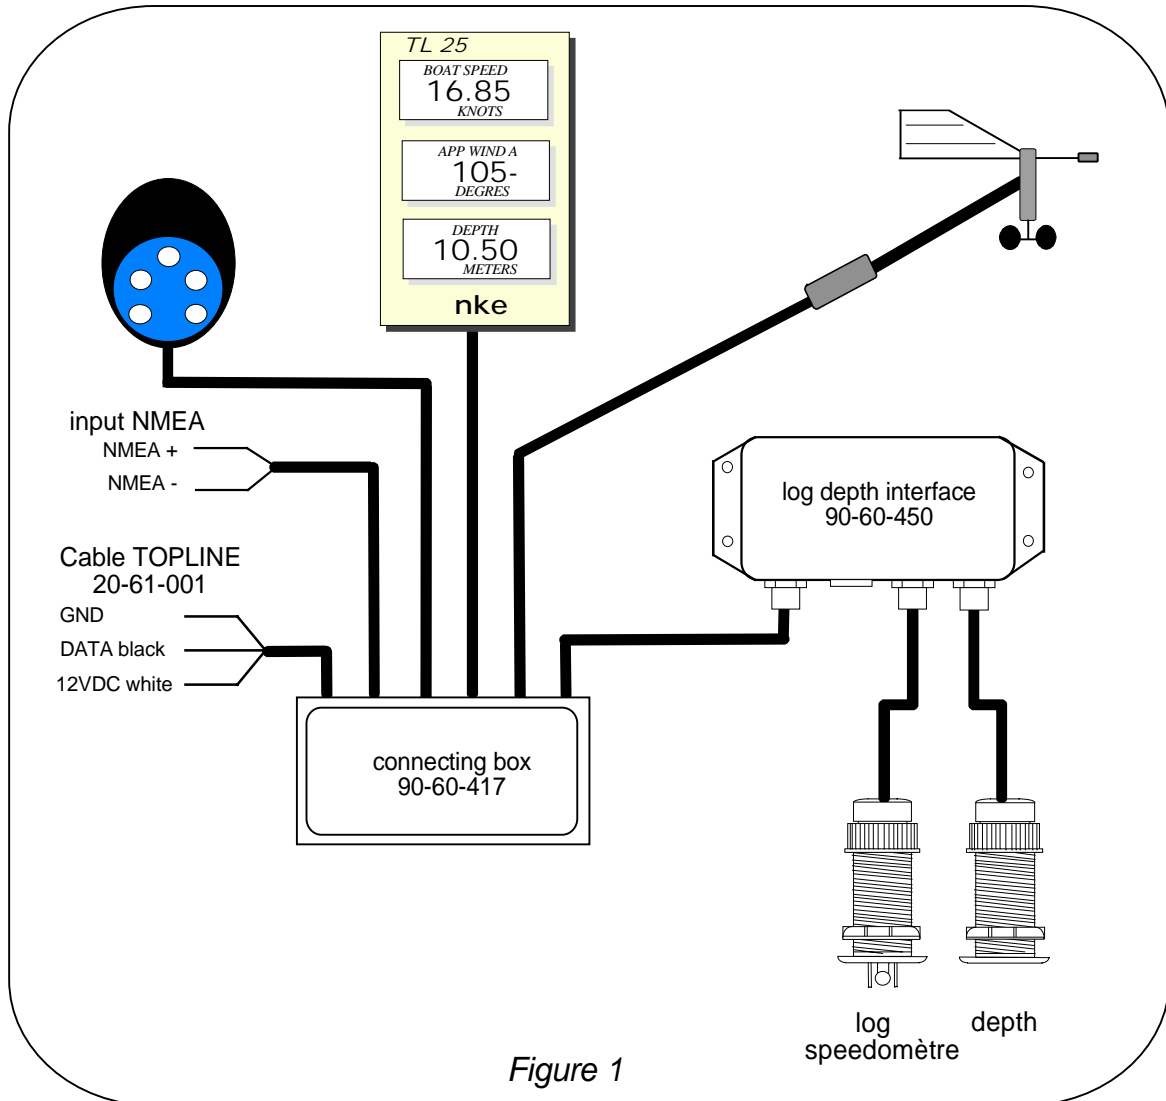 TL 25
BOAT SPEED
16.85
KNOTS
APP WIND A
105-
DEGRES
DEPTH
10.50
METERS
nke
input NMEA
NMEA +
NMEA -
Cable TOPLINE
20-61-001
GND
DATA black
12VDC white
log depth interface
90-60-450
connecting box
90-60-417
log
speedomètre
depth
Figure 1